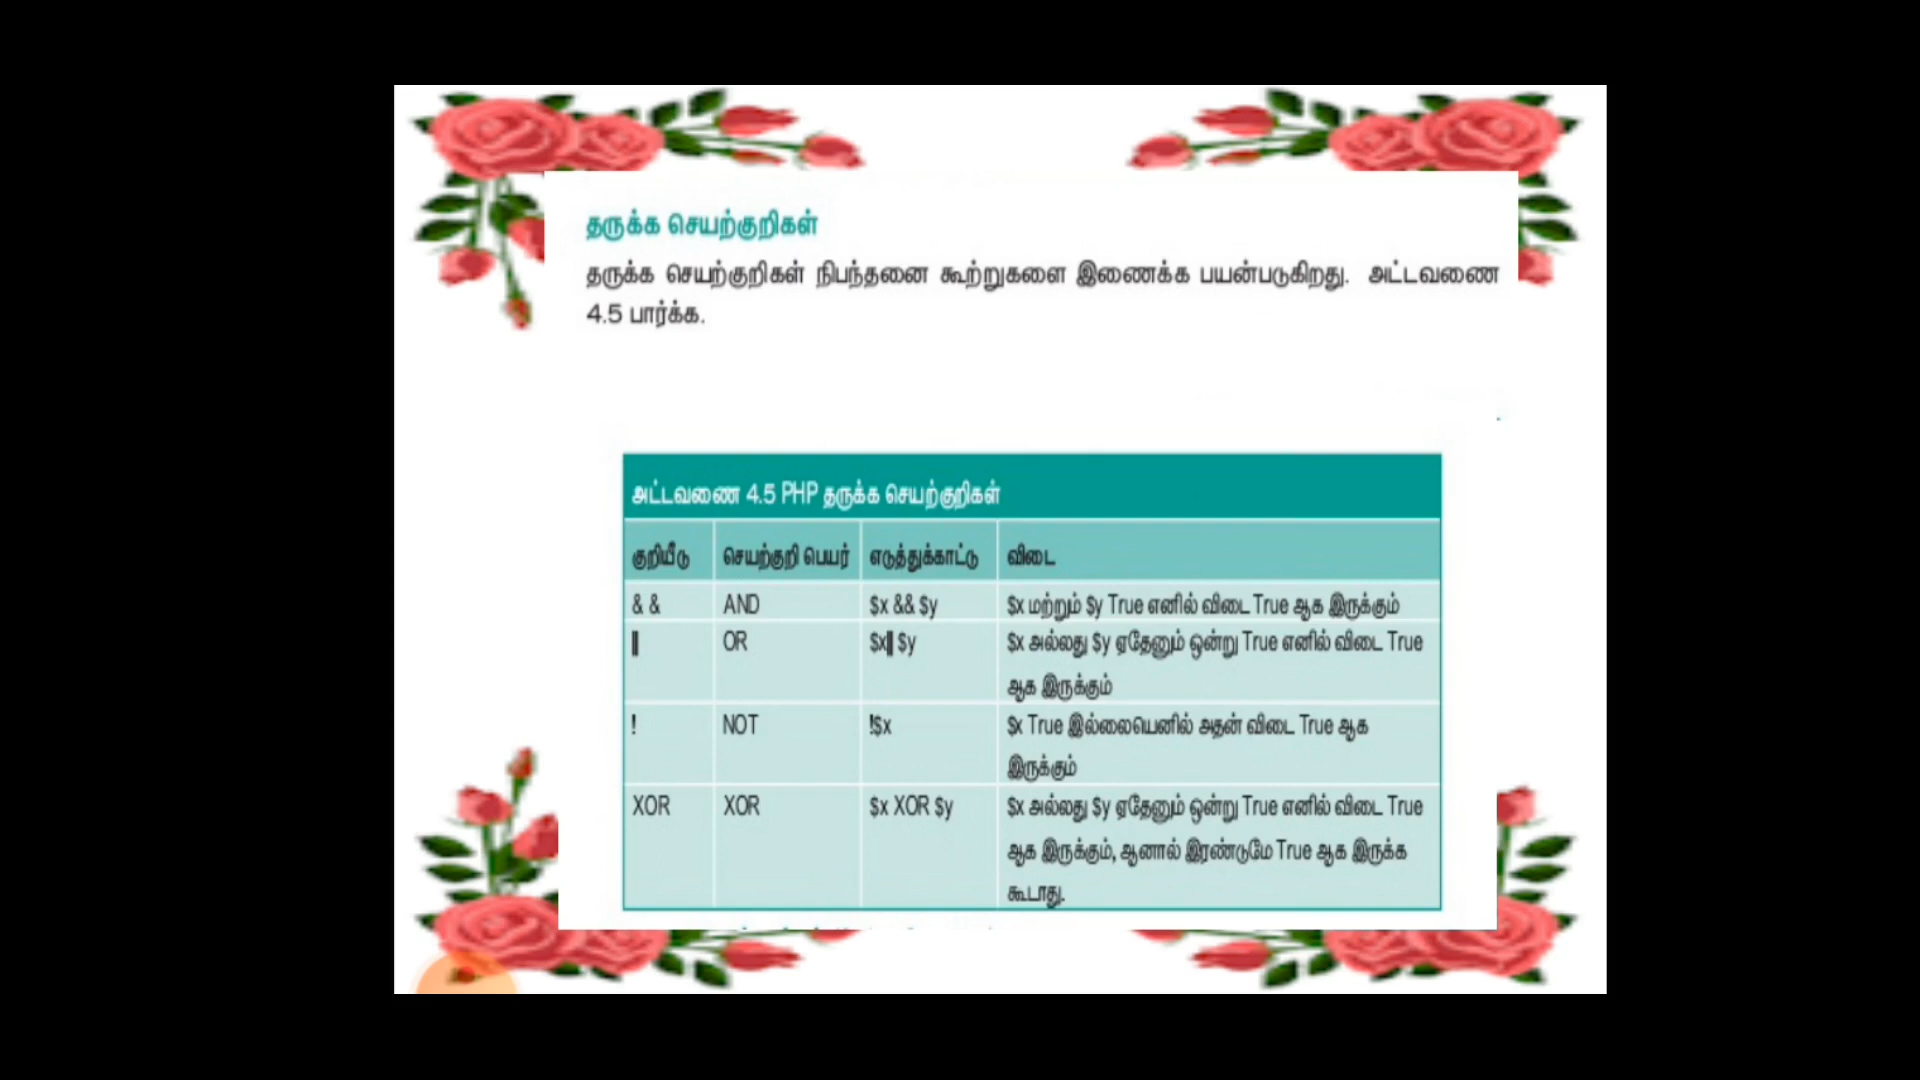 தருக்க செயற்குறிகள்
தருக்க செயற்குறிகள் நிபந்தனை கூற்றுகளை இணைக்க பயன்படுகிறது. அட்டவணை
4.5 பார்க்க.
அட்டவணை 4.5 PHP தருக்க செயற்குறிகள்
குறியீடு செயற்குறி பெயர் எடுத்துக்காட்டு விடை
& & AND $x && $y $x மற்றும் $y True எனில் விடை True ஆக இருக்கும்
|| OR $x|| $y $x அல்லது $y ஏதேனும் ஒன்று True எனில் விடை True
ஆக இருக்கும்
! NOT !$x $x True இல்லையெனில் அதன் விடை True ஆக
இருக்கும்
XOR XOR $x XOR $y $x அல்லது $y ஏதேனும் ஒன்று True எனில் விடை True
ஆக இருக்கும், ஆனால் இரண்டுமே True ஆக இருக்க
கூடாது.